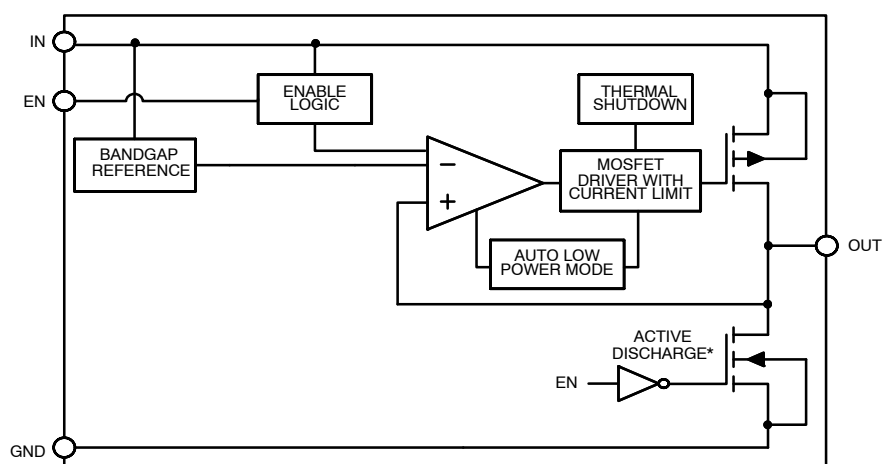 IN
EN
ENABLE
LOGIC
THERMAL
SHUTDOWN
BANDGAP
REFERENCE
−
+
MOSFET
DRIVER WITH
CURRENT LIMIT
AUTO LOW
POWER MODE
OUT
ACTIVE
DISCHARGE*
EN
GND